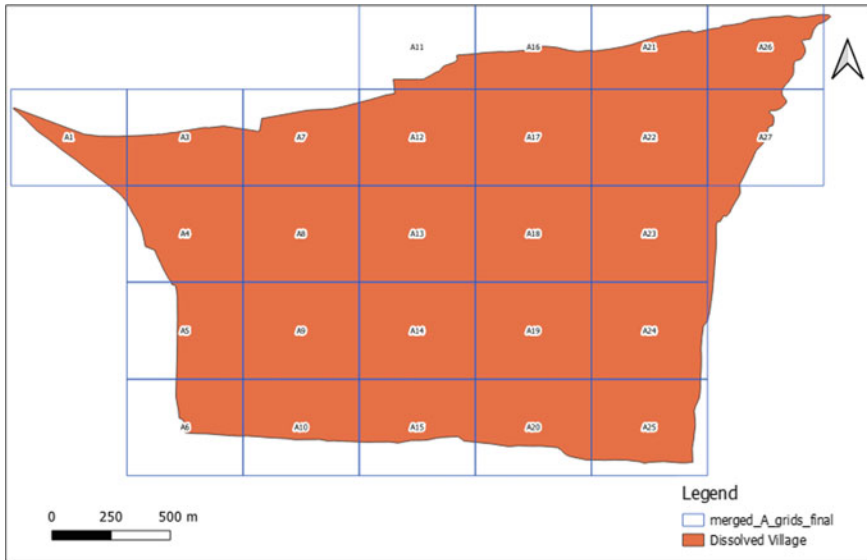 A11 A16 A21 A26
A1 A3 A7 A12 A17 A22 A27
A4 A8 A13 A18 A23
A5 A9 A14 A19 A24
A6 A10 A15 A20 A25
Legend
merged_A_grids_final
Dissolved Village
0 250 500 m